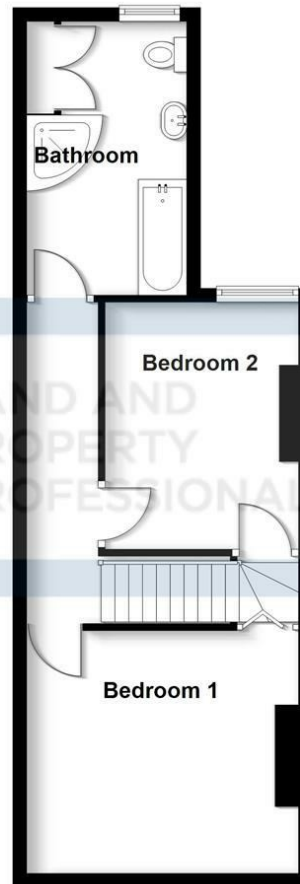 Bathroom
Bedroom 2
AND AND
ROPERTY
ROFESSIONAL
Bedroom 1